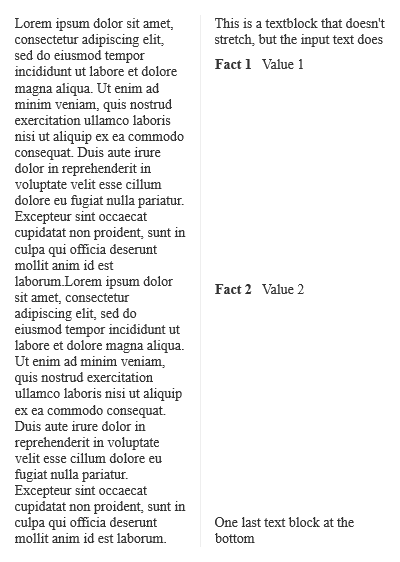 Lorem ipsum dolor sit amet,
consectetur adipiscing elit,
sed do eiusmod tempor
incididunt ut labore et dolore
magna aliqua. Ut enim ad
minim veniam, quis nostrud
exercitation ullamco laboris
nisi ut aliquip ex ea commodo
consequat. Duis aute irure
dolor in reprehenderit in
voluptate velit esse cillum
dolore eu fugiat nulla pariatur.
Excepteur sint occaecat
cupidatat non proident, sunt in
culpa qui officia deserunt
mollit anim id est
laborum.Lorem ipsum dolor
sit amet, consectetur
adipiscing elit, sed do
eiusmod tempor incididunt ut
labore et dolore magna aliqua.
Ut enim ad minim veniam,
quis nostrud exercitation
ullamco laboris nisi ut aliquip
ex ea commodo consequat.
Duis aute irure dolor in
reprehenderit in voluptate
velit esse cillum dolore eu
fugiat nulla pariatur.
Excepteur sint occaecat
cupidatat non proident, sunt in
culpa qui officia deserunt
mollit anim id est laborum.
This is a textblock that doesn't
stretch, but the input text does
Fact 1 Value 1
Fact 2 Value 2
One last text block at the
bottom